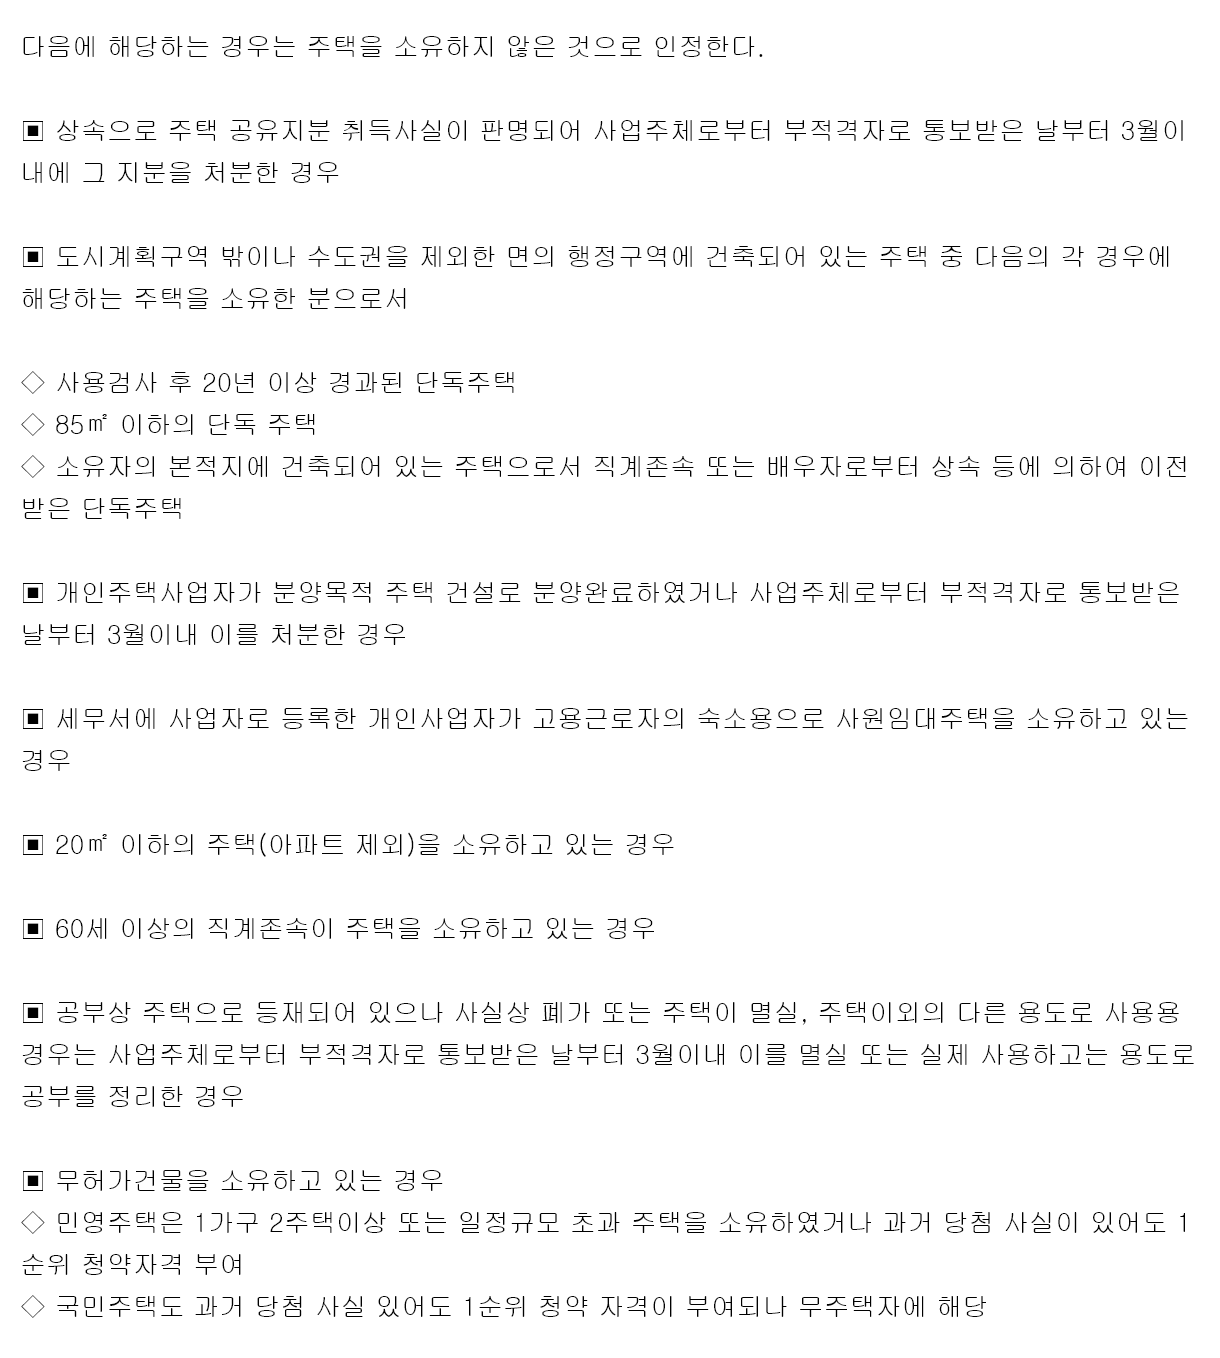 다음에 해당하는 경우는 주택을 소유하지 않은 것으로 인정한다.
▣ 상속으로 주택 공유지분 취득사실이 판명되어 사업주체로부터 부적격자로 통보받은 날부터 3월이
내에 그 지분을 처분한 경우
▣ 도시계획구역 밖이나 수도권을 제외한 면의 행정구역에 건축되어 있는 주택 중 다음의 각 경우에
해당하는 주택을 소유한 분으로서
◇ 사용검사 후 20년 이상 경과된 단독주택
◇ 85㎡ 이하의 단독 주택
◇ 소유자의 본적지에 건축되어 있는 주택으로서 직계존속 또는 배우자로부터 상속 등에 의하여 이전
받은 단독주택
▣ 개인주택사업자가 분양목적 주택 건설로 분양완료하였거나 사업주체로부터 부적격자로 통보받은
날부터 3월이내 이를 처분한 경우
▣ 세무서에 사업자로 등록한 개인사업자가 고용근로자의 숙소용으로 사원임대주택을 소유하고 있는
경우
▣ 20㎡ 이하의 주택(아파트 제외)을 소유하고 있는 경우
▣ 60세 이상의 직계존속이 주택을 소유하고 있는 경우
▣ 공부상 주택으로 등재되어 있으나 사실상 폐가 또는 주택이 멸실, 주택이외의 다른 용도로 사용용
경우는 사업주체로부터 부적격자로 통보받은 날부터 3월이내 이를 멸실 또는 실제 사용하고는 용도로
공부를 정리한 경우
▣ 무허가건물을 소유하고 있는 경우
◇ 민영주택은 1가구 2주택이상 또는 일정규모 초과 주택을 소유하였거나 과거 당첨 사실이 있어도 1
순위 청약자격 부여
◇ 국민주택도 과거 당첨 사실 있어도 1순위 청약 자격이 부여되나 무주택자에 해당